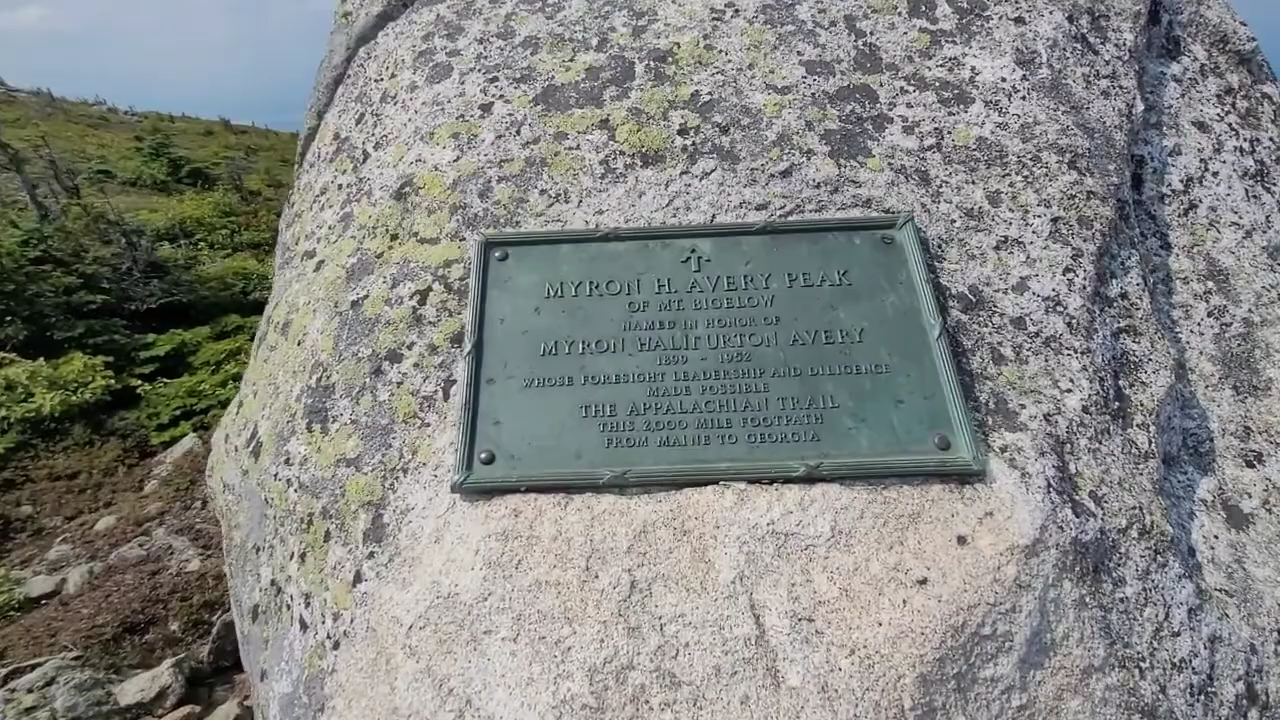 MYRON H. AVERY PEAK
OF MT. BIGELOW
NAMED IN HONOR OF
MYRON HALIBURTON AVERY
1899 - 1952
WHOSE FORESIGHT LEADERSHIP AND DILIGENCE
MADE POSSIBLE
THE APPALACHIAN TRAIL
THIS 2,000 MILE FOOTPATH
FROM MAINE TO GEORGIA